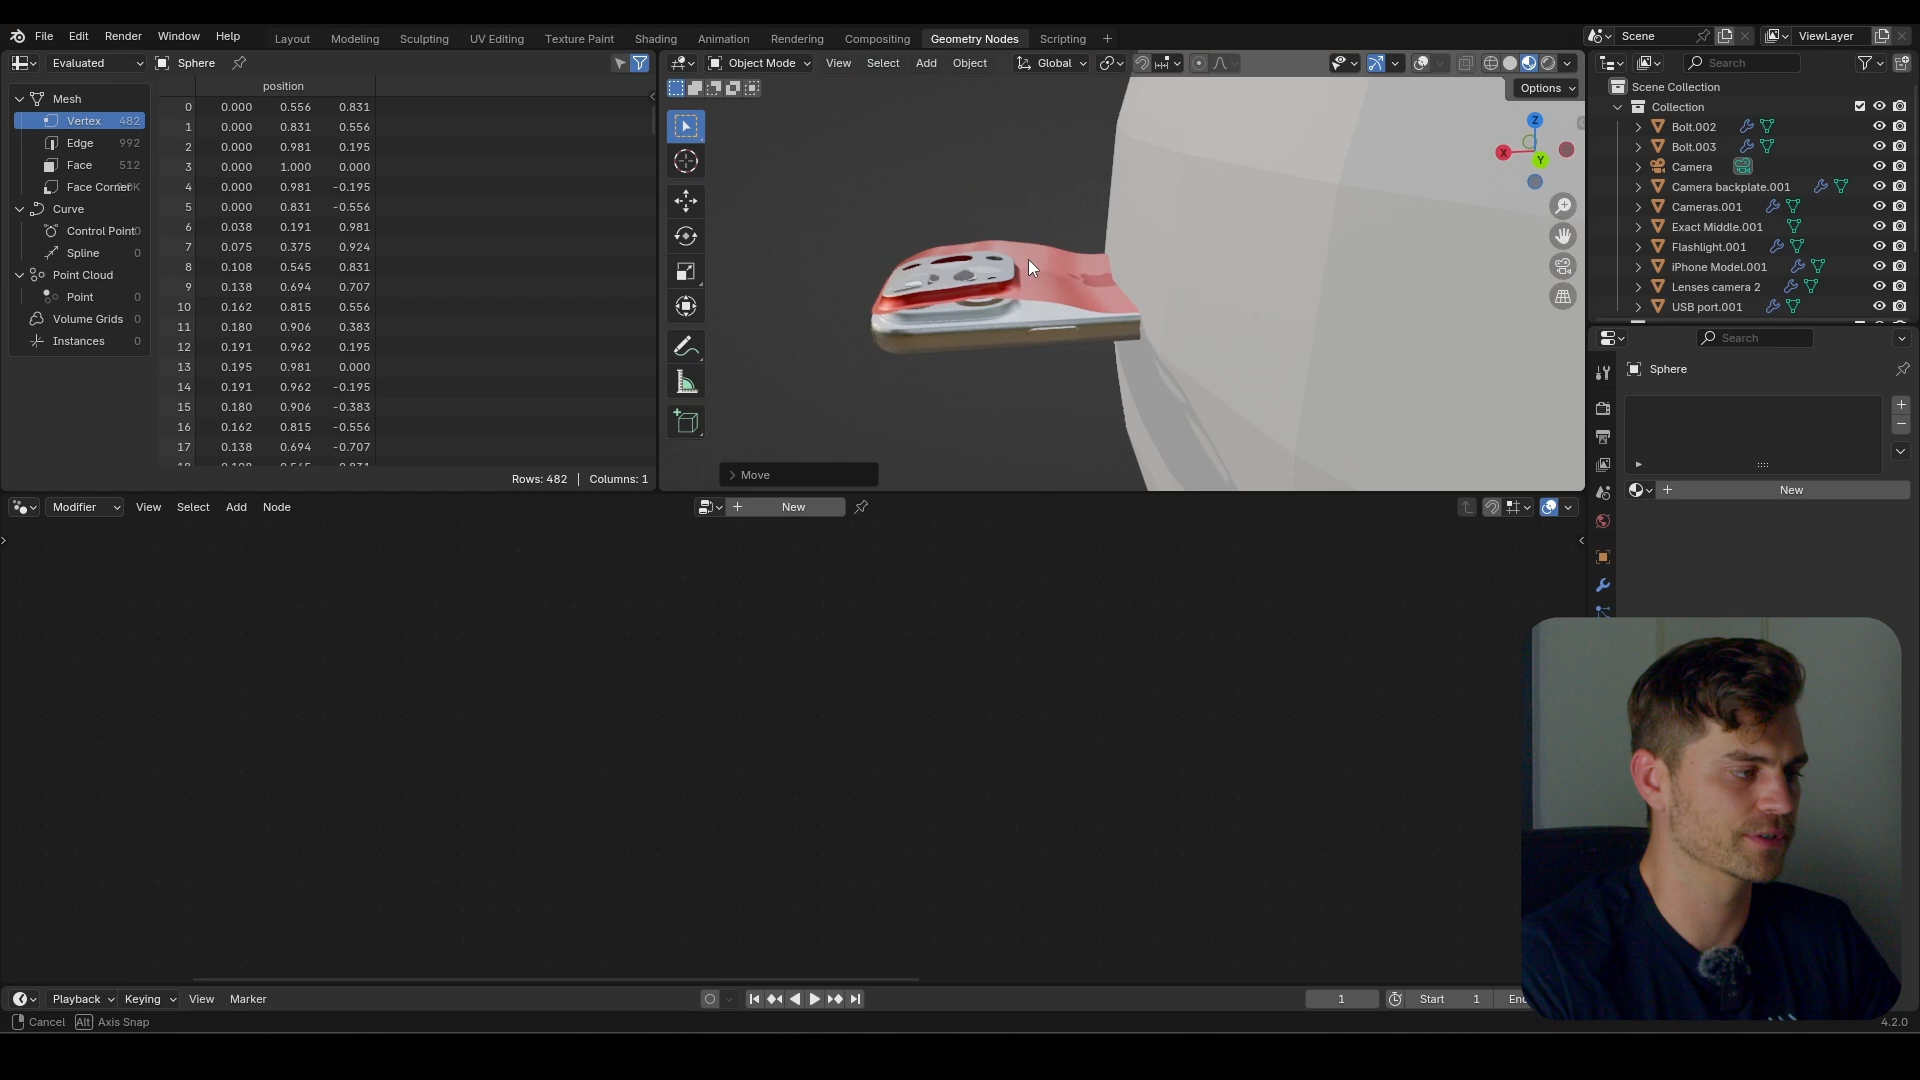 File Edit Render Window Help
Layout Modeling Sculpting UV Editing Texture Paint Shading Animation Rendering Compositing Geometry Nodes Scripting +
Scene
ViewLayer
Evaluated
Sphere
Mesh
Vertex 482
Edge 992
Face 512
Face Corner
Curve
Control Point 0
Spline 0
Point Cloud
Point 0
Volume Grids 0
Instances 0
position
0 0.000 0.556 0.831
1 0.000 0.831 0.556
2 0.000 0.981 0.195
3 0.000 1.000 0.000
4 0.000 0.981 -0.195
5 0.000 0.831 -0.556
6 0.038 0.191 0.981
7 0.075 0.375 0.924
8 0.108 0.545 0.831
9 0.138 0.694 0.707
10 0.162 0.815 0.556
11 0.180 0.906 0.383
12 0.191 0.962 0.195
13 0.195 0.981 0.000
14 0.191 0.962 -0.195
15 0.180 0.906 -0.383
16 0.162 0.815 -0.556
17 0.138 0.694 -0.707
Rows: 482 | Columns: 1
Object Mode View Select Add Object
Global
Options
Z
X
Y
Move
Search
Scene Collection
Collection
Bolt.002
Bolt.003
Camera
Camera backplate.001
Cameras.001
Exact Middle.001
Flashlight.001
iPhone Model.001
Lenses camera 2
USB port.001
Search
Sphere
+ New
Modifier View Select Add Node
+ New
Playback Keying View Marker
1
Start 1
Cancel Alt Axis Snap
4.2.0